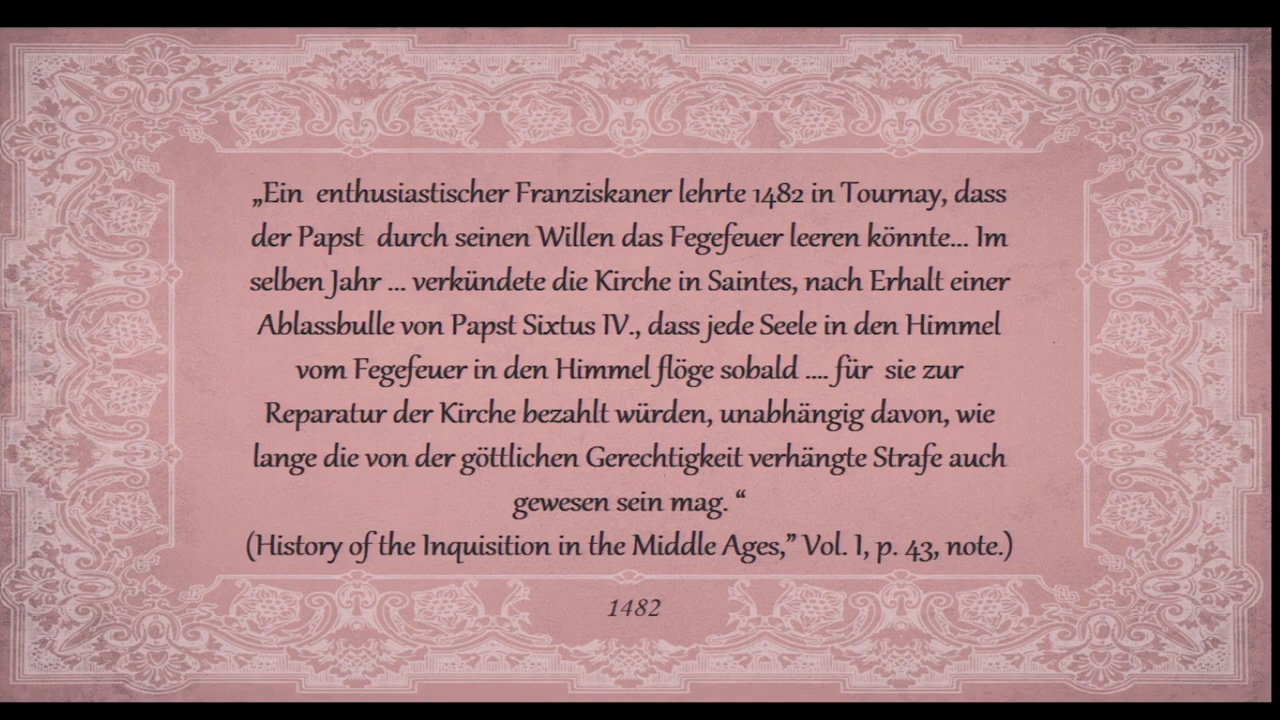 „Ein enthusiastischer Franziskaner lehrte 1482 in Tournay, dass
der Papst durch seinen Willen das Fegefeuer leeren könnte... Im
selben Jahr ... verkündete die Kirche in Saintes, nach Erhalt einer
Ablassbulle von Papst Sixtus IV., dass jede Seele in den Himmel
vom Fegefeuer in den Himmel flöge sobald .... für sie zur
Reparatur der Kirche bezahlt würden, unabhängig davon, wie
lange die von der göttlichen Gerechtigkeit verhängte Strafe auch
gewesen sein mag. “
(History of the Inquisition in the Middle Ages,” Vol. I, p. 43, note.)
1482